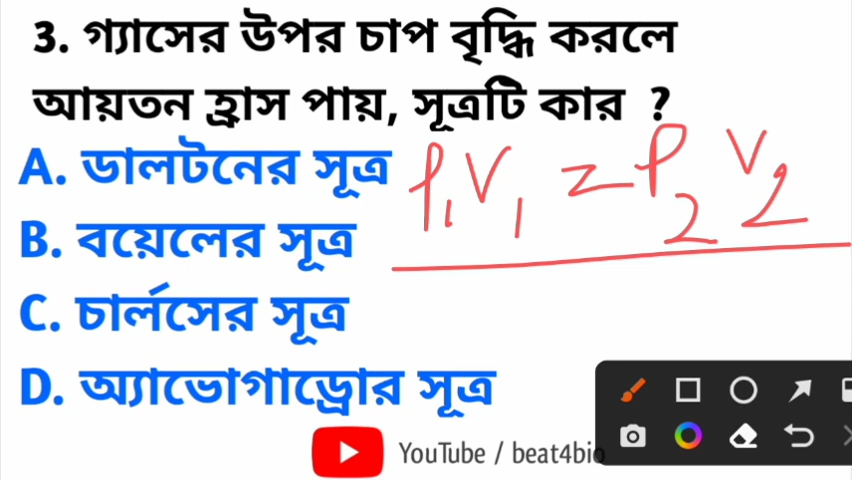 3. গ্যাসের উপর চাপ বৃদ্ধি করলে
আয়তন হ্রাস পায়, সূত্রটি কার ?
A. ডালটনের সূত্র
P₁V₁ = P₂V₂
B. বয়েলের সূত্র
C. চার্লসের সূত্র
D. অ্যাভোগাড্রোর সূত্র
YouTube / beat4bio